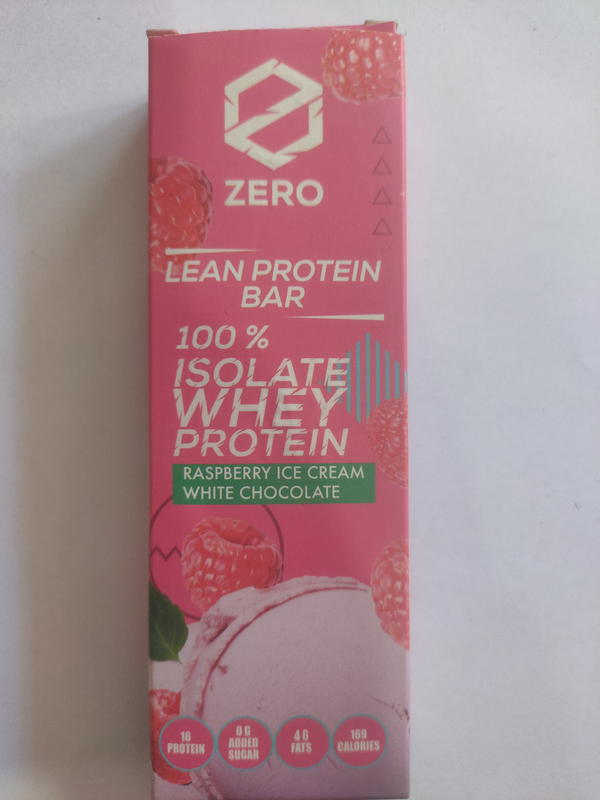 ZERO
LEAN PROTEIN
BAR
100 %
ISOLATE
WHEY
PROTEIN
RASPBERRY ICE CREAM
WHITE CHOCOLATE
16
PROTEIN
0 G
ADDED
SUGAR
4 G
FATS
169
CALORIES